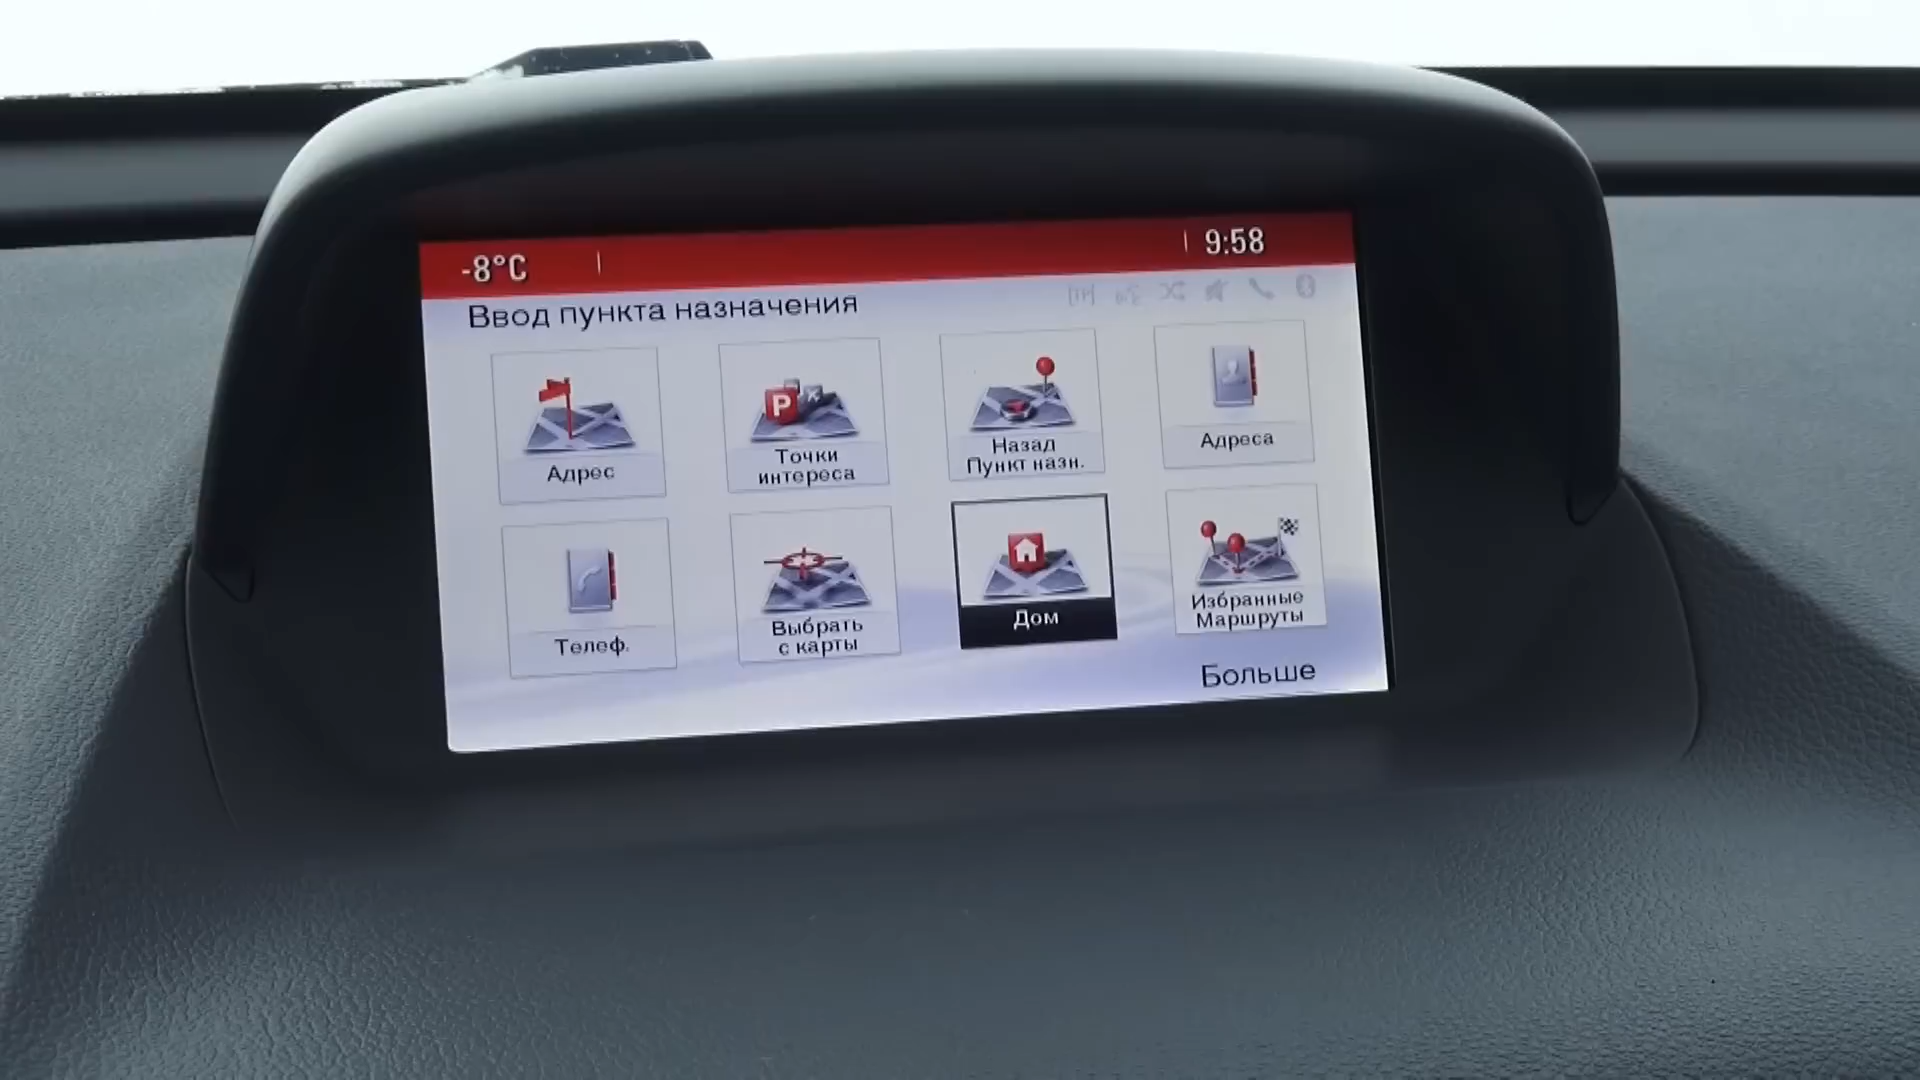 -8°C
9:58
Ввод пункта назначения
[TP]
Адрес
P
Точки
интереса
Назад
Пункт назн.
Адреса
Телеф.
Выбрать
с карты
Дом
Избранные
Маршруты
Больше